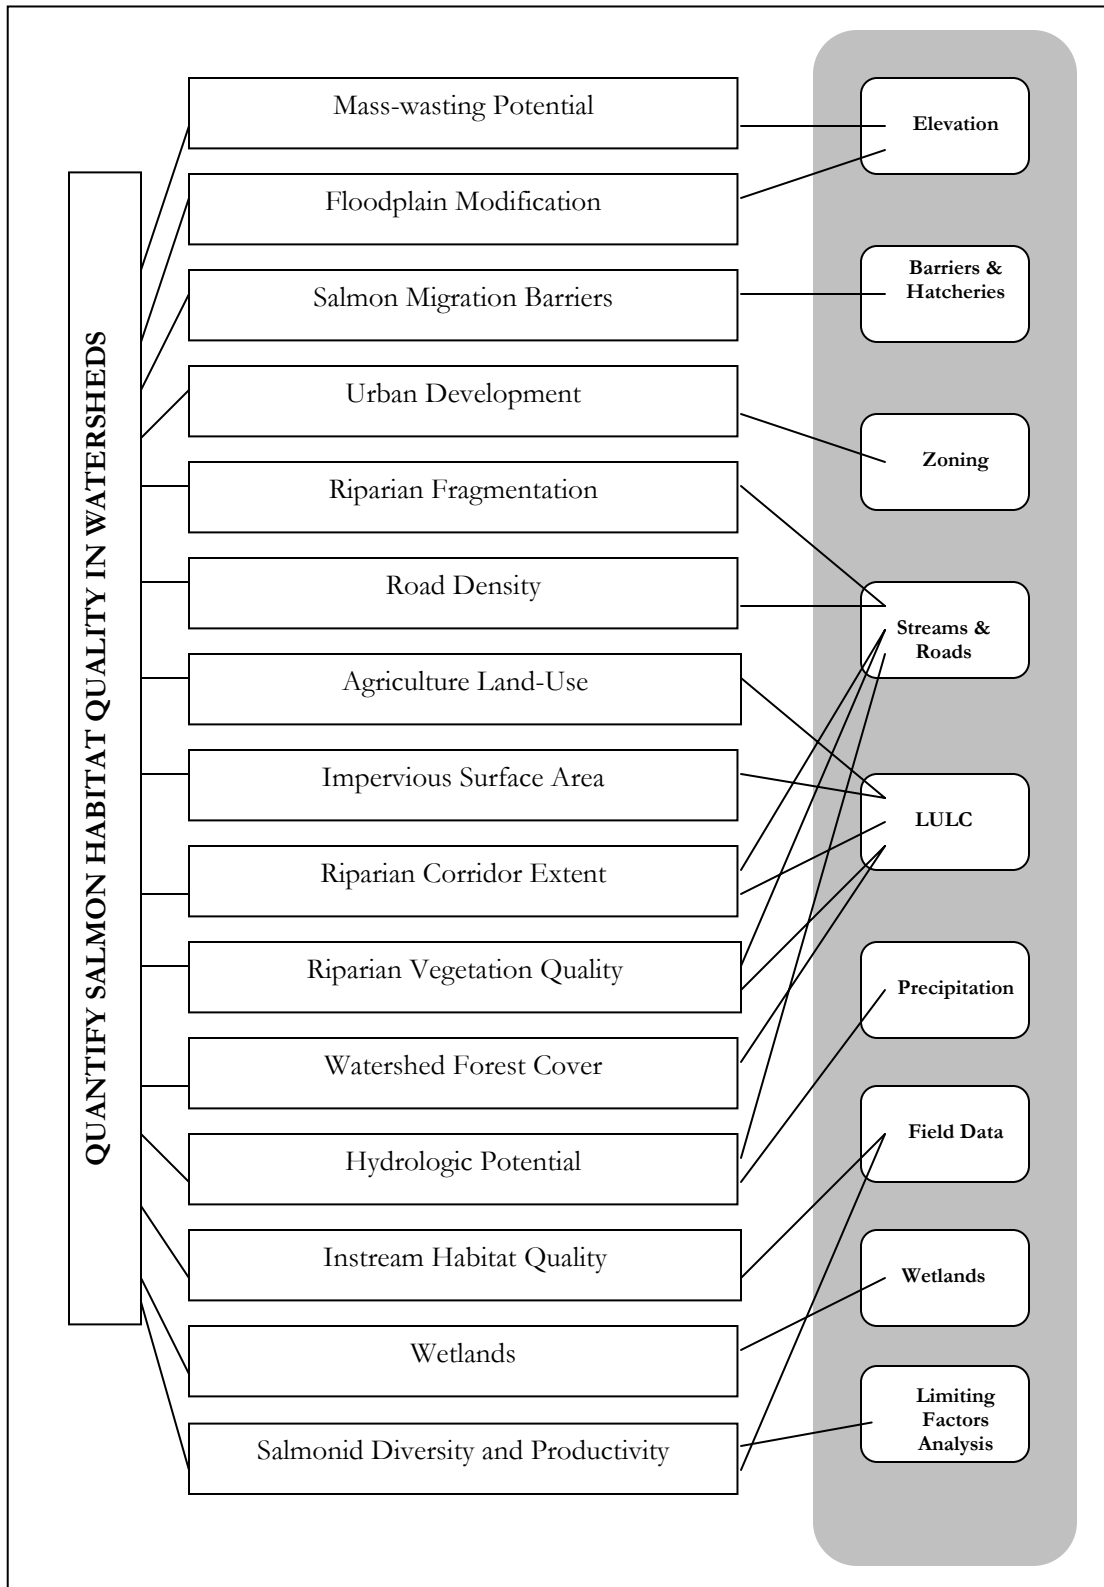 QUANTIFY SALMON HABITAT QUALITY IN WATERSHEDS
Mass-wasting Potential
Floodplain Modification
Salmon Migration Barriers
Urban Development
Riparian Fragmentation
Road Density
Agriculture Land-Use
Impervious Surface Area
Riparian Corridor Extent
Riparian Vegetation Quality
Watershed Forest Cover
Hydrologic Potential
Instream Habitat Quality
Wetlands
Salmonid Diversity and Productivity
Elevation
Barriers &
Hatcheries
Zoning
Streams &
Roads
LULC
Precipitation
Field Data
Wetlands
Limiting
Factors
Analysis